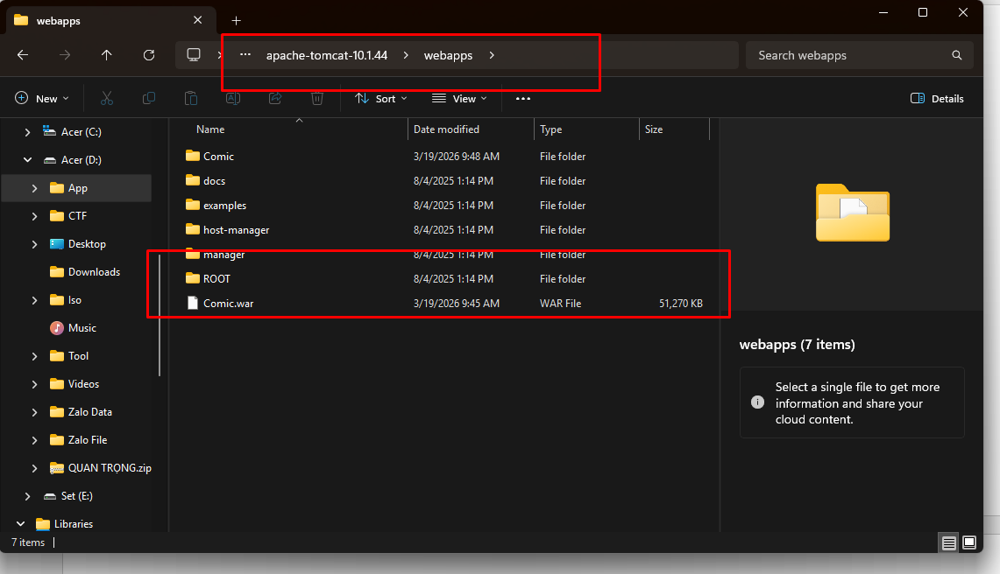 webapps
apache-tomcat-10.1.44 > webapps >
Search webapps
New
Sort
View
Details
Acer (C:)
Acer (D:)
App
CTF
Desktop
Downloads
Iso
Music
Tool
Videos
Zalo Data
Zalo File
QUAN TRỌNG.zip
Set (E:)
Libraries
Name Date modified Type Size
Comic 3/19/2026 9:48 AM File folder
docs 8/4/2025 1:14 PM File folder
examples 8/4/2025 1:14 PM File folder
host-manager 8/4/2025 1:14 PM File folder
manager 8/4/2025 1:14 PM File folder
ROOT 8/4/2025 1:14 PM File folder
Comic.war 3/19/2026 9:45 AM WAR File 51,270 KB
webapps (7 items)
Select a single file to get more
information and share your
cloud content.
7 items